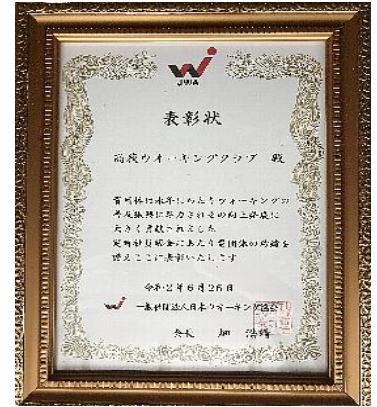 JWA
表彰状
ウオーキングクラブ 殿
貴団体は永年にわたりウォーキングの
普及振興に尽力されその向上発展に
大きく貢献されました
定時社員総会にあたり貴団体の功績を
讃えここに表彰いたします
令和2年6月26日
一般社団法人日本ウオーキング協会
会長 畑 浩靖